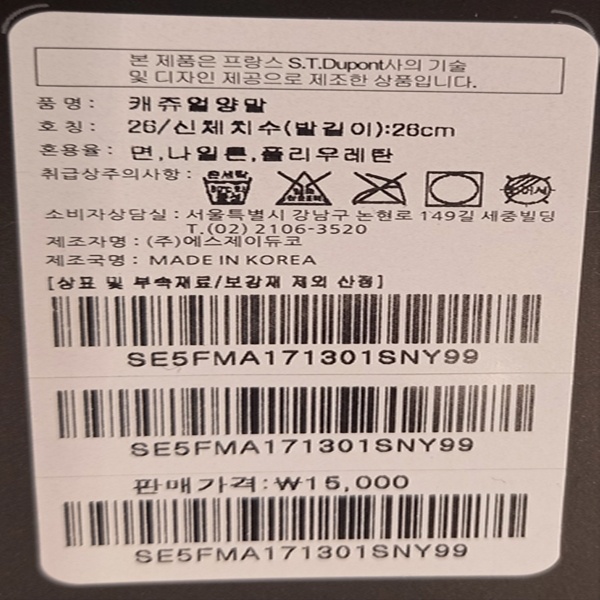 본 제품은 프랑스 S.T.Dupont사의 기술
및 디자인 제공으로 제조한 상품입니다.
품 명 : 캐쥬얼양말
호 칭 : 26/신체치수(발길이):26cm
혼용율 : 면,나일론,폴리우레탄
취급상주의사항 :
소비자상담실 : 서울특별시 강남구 논현로 149길 세중빌딩
T.(02) 2106-3520
제조자명 : (주)에스제이듀코
제조국명 : MADE IN KOREA
[상표 및 부속재료/보강재 제외 산정]
SE5FMA171301SNY99
SE5FMA171301SNY99
판매가격:₩15,000
SE5FMA171301SNY99